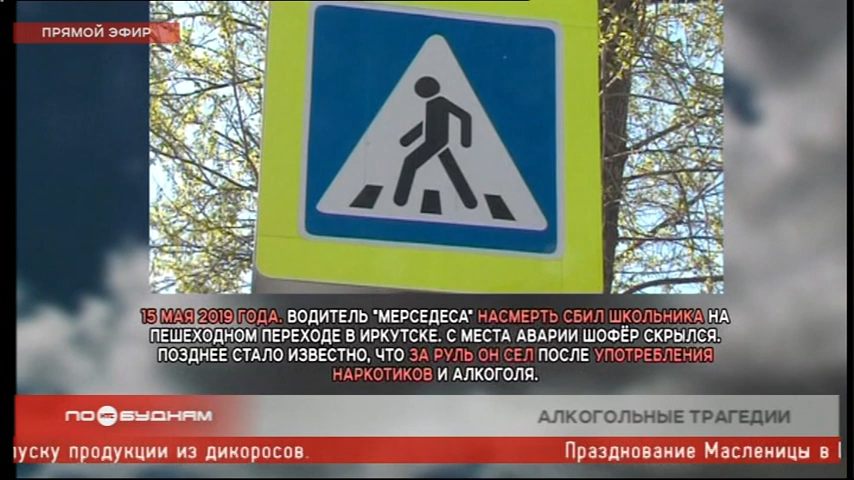 ПРЯМОЙ ЭФИР
15 МАЯ 2019 ГОДА. ВОДИТЕЛЬ "МЕРСЕДЕСА" НАСМЕРТЬ СБИЛ ШКОЛЬНИКА НА
ПЕШЕХОДНОМ ПЕРЕХОДЕ В ИРКУТСКЕ. С МЕСТА АВАРИИ ШОФЁР СКРЫЛСЯ.
ПОЗДНЕЕ СТАЛО ИЗВЕСТНО, ЧТО ЗА РУЛЬ ОН СЕЛ ПОСЛЕ УПОТРЕБЛЕНИЯ
НАРКОТИКОВ И АЛКОГОЛЯ.
ПО БУДНЯМ
АЛКОГОЛЬНЫЕ ТРАГЕДИИ
пуску продукции из дикоросов. Празднование Масленицы в